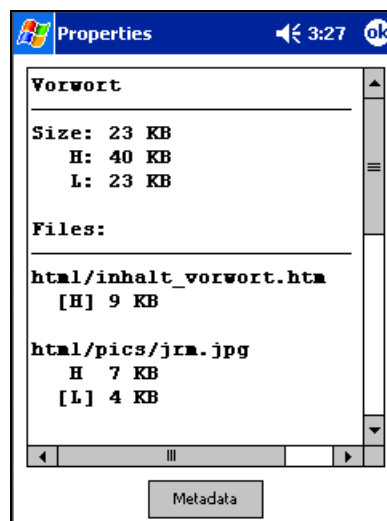 Properties 3:27 ok
Vorwort
Size: 23 KB
H: 40 KB
L: 23 KB
Files:
html/inhalt_vorwort.htm
[H] 9 KB
html/pics/jrm.jpg
H 7 KB
[L] 4 KB
Metadata